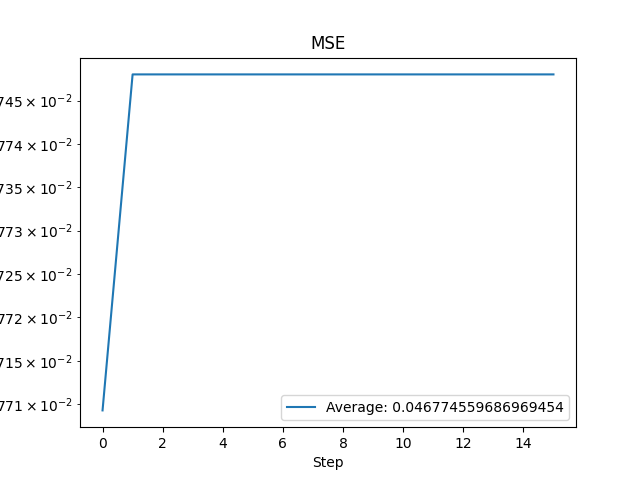 MSE
745 × 10⁻²
774 × 10⁻²
735 × 10⁻²
773 × 10⁻²
725 × 10⁻²
772 × 10⁻²
715 × 10⁻²
771 × 10⁻²
Average: 0.046774559686969454
0 2 4 6 8 10 12 14
Step